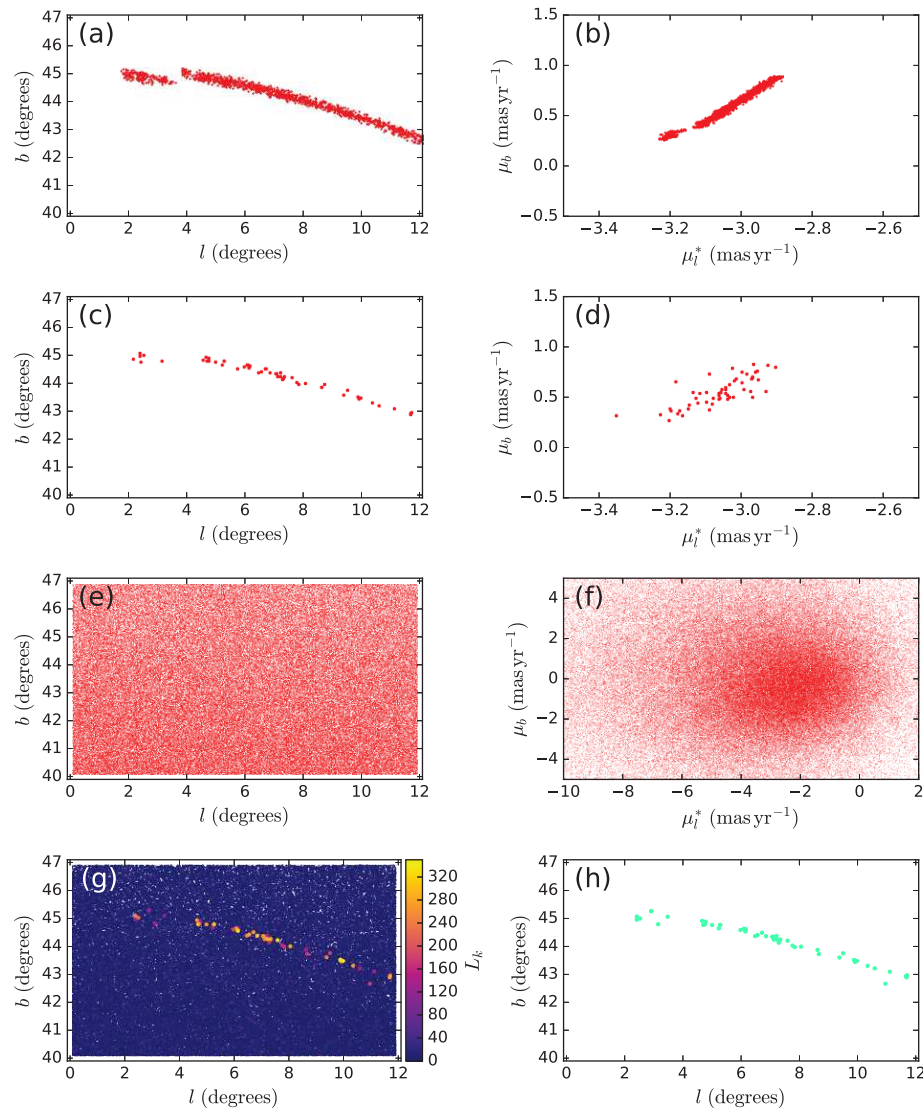 (a)
47
46
45
44
43
42
41
40
b (degrees)
0 2 4 6 8 10 12
l (degrees)
(b)
1.5
1.0
0.5
0.0
−0.5
μ_b (mas yr⁻¹)
−3.4 −3.2 −3.0 −2.8 −2.6
μ_l^* (mas yr⁻¹)
(c)
47
46
45
44
43
42
41
40
b (degrees)
0 2 4 6 8 10 12
l (degrees)
(d)
1.5
1.0
0.5
0.0
−0.5
μ_b (mas yr⁻¹)
−3.4 −3.2 −3.0 −2.8 −2.6
μ_l^* (mas yr⁻¹)
(e)
47
46
45
44
43
42
41
40
b (degrees)
0 2 4 6 8 10 12
l (degrees)
(f)
4
2
0
−2
−4
μ_b (mas yr⁻¹)
−10 −8 −6 −4 −2 0 2
μ_l^* (mas yr⁻¹)
(g)
47
46
45
44
43
42
41
40
b (degrees)
0 2 4 6 8 10 12
l (degrees)
320
280
240
200
160
120
80
40
0
L_k
(h)
47
46
45
44
43
42
41
40
b (degrees)
0 2 4 6 8 10 12
l (degrees)